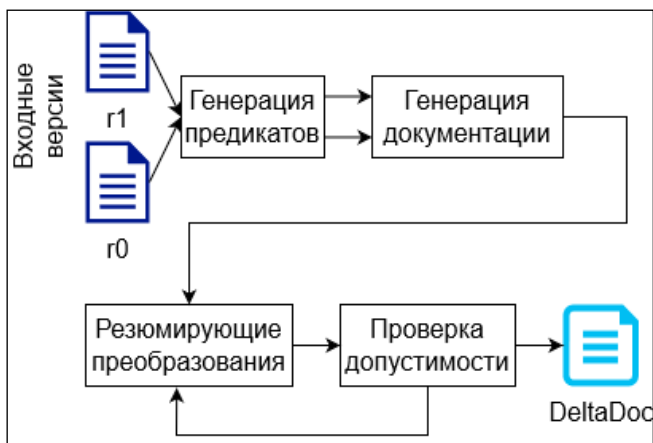 Входные
версии
r1
r0
Генерация
предикатов
Генерация
документации
Резюмирующие
преобразования
Проверка
допустимости
DeltaDoc